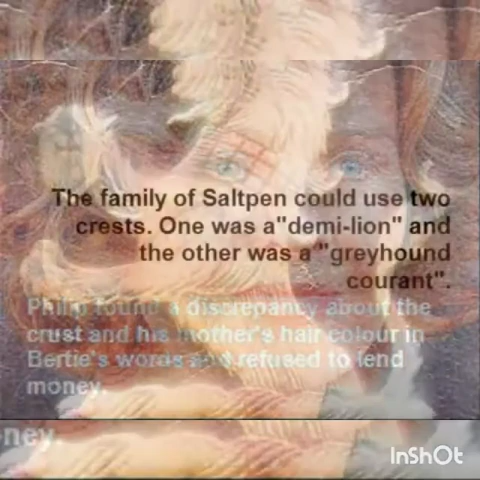 The family of Saltpen could use two
crests. One was a"demi-lion" and
the other was a "greyhound
courant".
Philip found a discrepancy about the
crust and his mother's hair colour in
Bertie's words and refused to lend
money.
ney.
InShOt